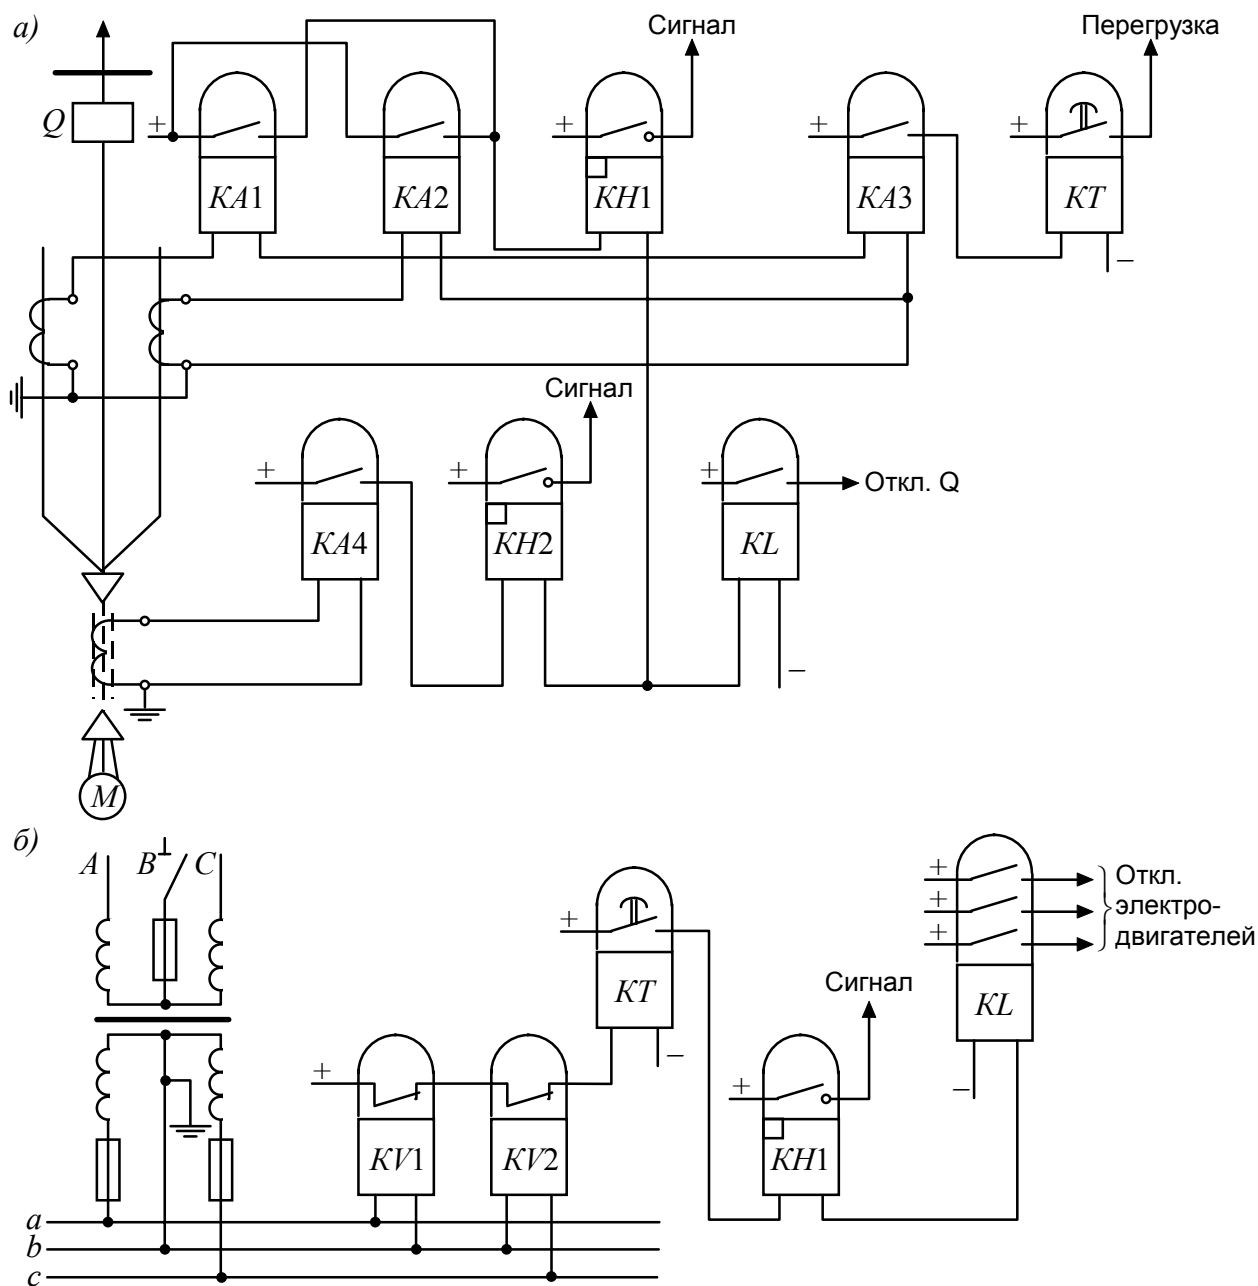 а)
Сигнал
Перегрузка
Q
+
+
+
+
KA1
KA2
KH1
KA3
KT
–
Сигнал
+
+
+
Откл. Q
KA4
KH2
KL
–
M
б)
A
B
C
+
+
+
+
Откл.
электро-
двигателей
KT
Сигнал
KL
–
+
+
–
KV1
KV2
KH1
a
b
c